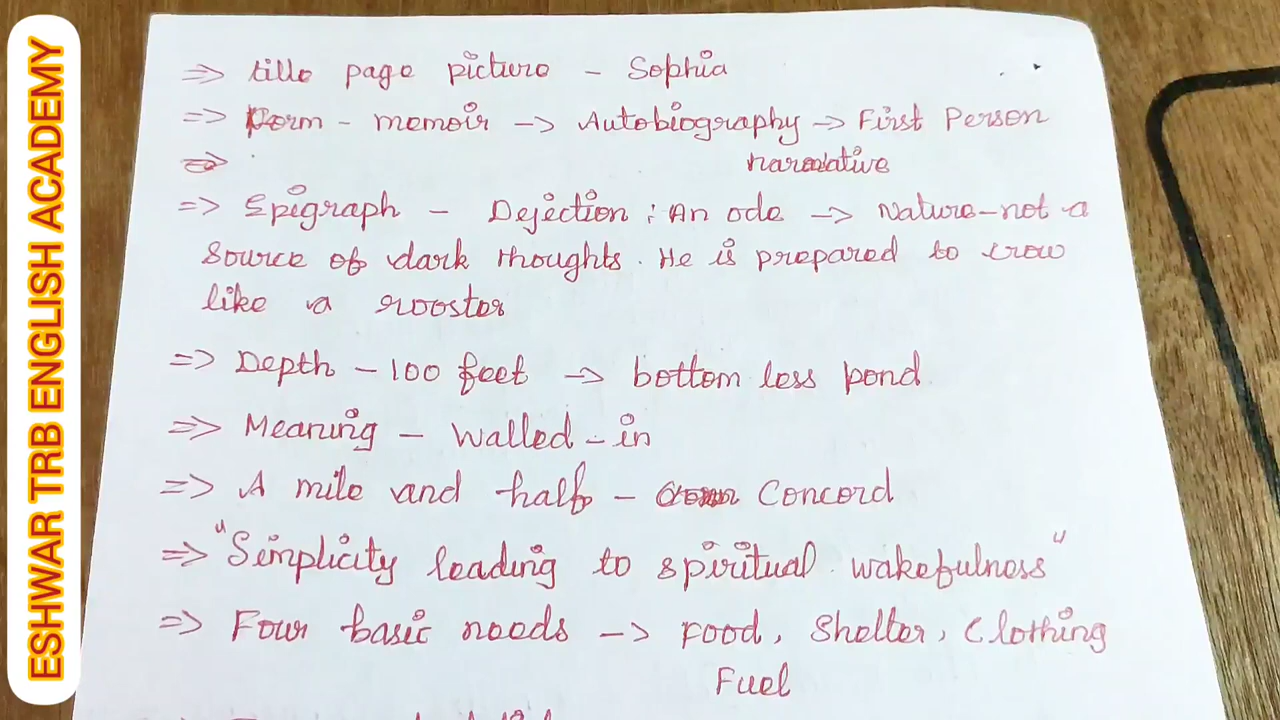 ESHWAR TRB ENGLISH ACADEMY
=> title page picture - Sophia
=> Form - memoir -> Autobiography -> First Person
=> narrative
=> Epigraph - Dejection : An ode -> Nature-not a
Source of dark thoughts. He is prepared to crow
like a rooster
=> Depth - 100 feet -> bottom less pond
=> Meaning - Walled-in
=> A mile and half - Concord
=> "Simplicity leading to spiritual wakefulness"
=> Four basic needs -> Food, Shelter, Clothing
Fuel